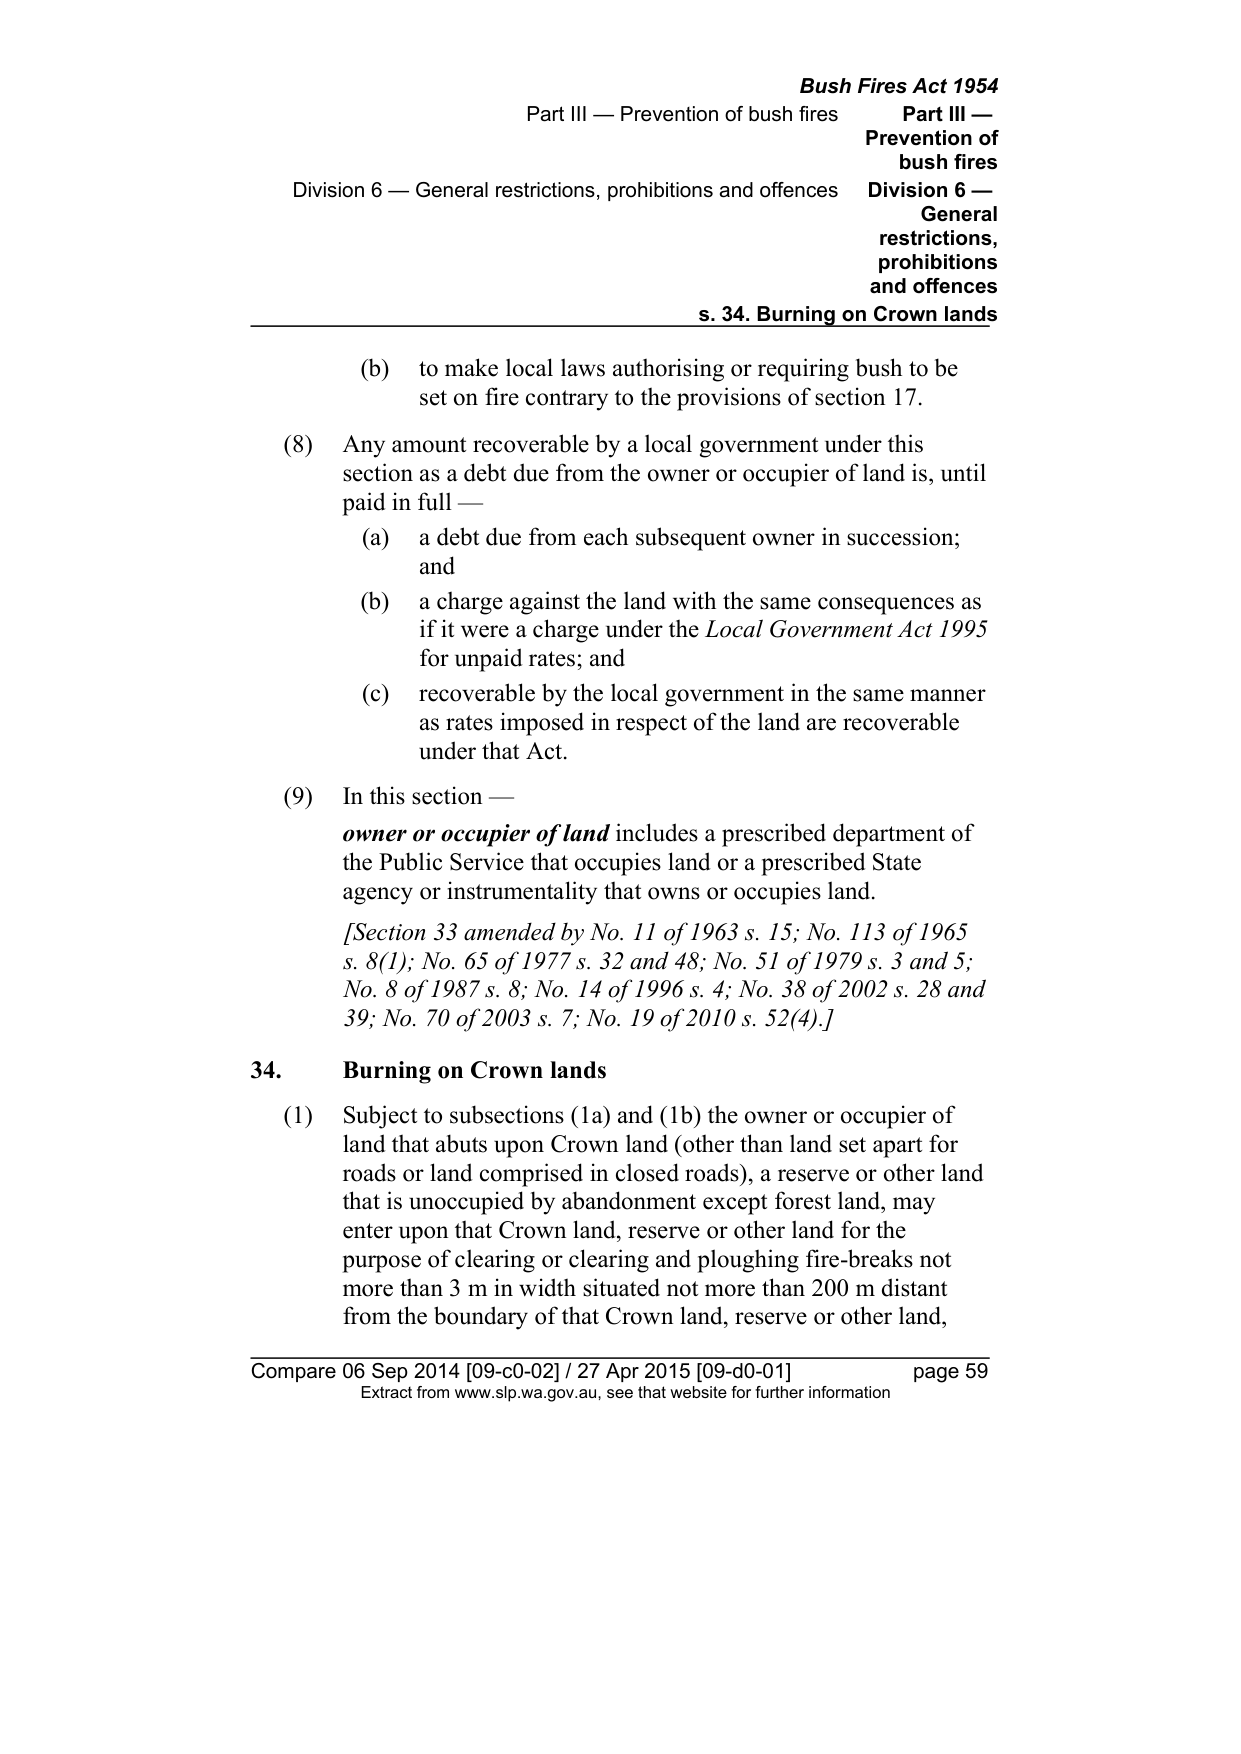 Bush Fires Act 1954
Part III — Prevention of bush fires Part III —
Prevention of
bush fires
Division 6 — General restrictions, prohibitions and offences Division 6 —
General
restrictions,
prohibitions
and offences
s. 34. Burning on Crown lands
(b) to make local laws authorising or requiring bush to be
set on fire contrary to the provisions of section 17.
(8) Any amount recoverable by a local government under this
section as a debt due from the owner or occupier of land is, until
paid in full —
(a) a debt due from each subsequent owner in succession;
and
(b) a charge against the land with the same consequences as
if it were a charge under the Local Government Act 1995
for unpaid rates; and
(c) recoverable by the local government in the same manner
as rates imposed in respect of the land are recoverable
under that Act.
(9) In this section —
owner or occupier of land includes a prescribed department of
the Public Service that occupies land or a prescribed State
agency or instrumentality that owns or occupies land.
[Section 33 amended by No. 11 of 1963 s. 15; No. 113 of 1965
s. 8(1); No. 65 of 1977 s. 32 and 48; No. 51 of 1979 s. 3 and 5;
No. 8 of 1987 s. 8; No. 14 of 1996 s. 4; No. 38 of 2002 s. 28 and
39; No. 70 of 2003 s. 7; No. 19 of 2010 s. 52(4).]
34. Burning on Crown lands
(1) Subject to subsections (1a) and (1b) the owner or occupier of
land that abuts upon Crown land (other than land set apart for
roads or land comprised in closed roads), a reserve or other land
that is unoccupied by abandonment except forest land, may
enter upon that Crown land, reserve or other land for the
purpose of clearing or clearing and ploughing fire-breaks not
more than 3 m in width situated not more than 200 m distant
from the boundary of that Crown land, reserve or other land,
Compare 06 Sep 2014 [09-c0-02] / 27 Apr 2015 [09-d0-01] page 59
Extract from www.slp.wa.gov.au, see that website for further information